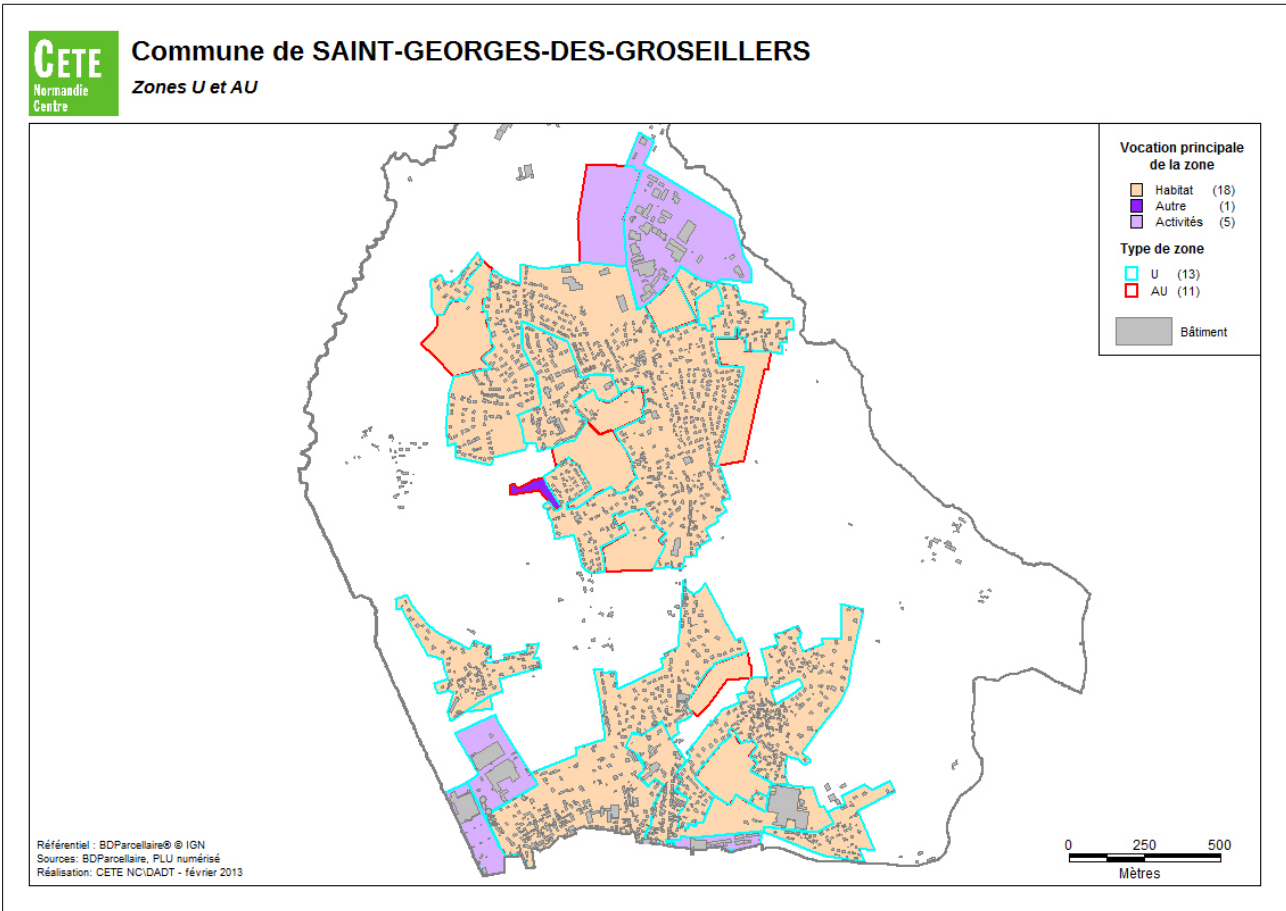 CETE
Normandie
Centre
Commune de SAINT-GEORGES-DES-GROSEILLERS
Zones U et AU
Vocation principale
de la zone
Habitat (18)
Autre (1)
Activités (5)
Type de zone
U (13)
AU (11)
Bâtiment
Référentiel : BDParcellaire® © IGN
Sources: BDParcellaire, PLU numérisé
Réalisation: CETE NC\DADT - février 2013
0 250 500
Mètres